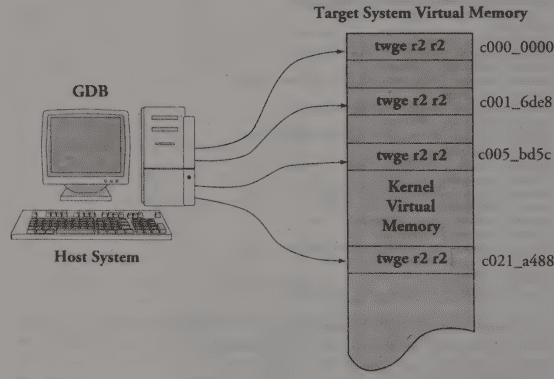 Target System Virtual Memory
twge r2 r2 c000_0000
GDB
twge r2 r2 c001_6de8
twge r2 r2 c005_bd5c
Kernel
Virtual
Memory
Host System
twge r2 r2 c021_a488